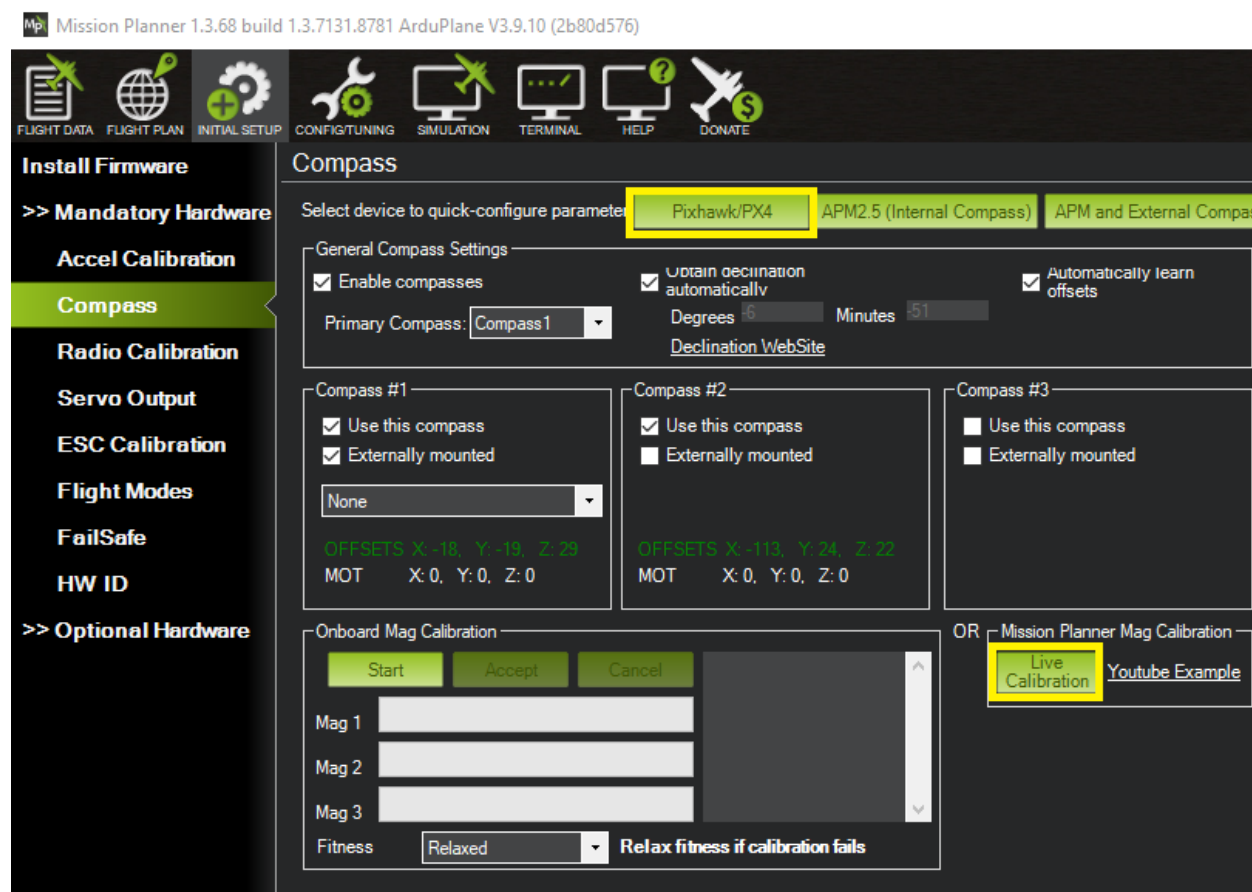 Mission Planner 1.3.68 build 1.3.7131.8781 ArduPlane V3.9.10 (2b80d576)
FLIGHT DATA FLIGHT PLAN INITIAL SETUP CONFIG/TUNING SIMULATION TERMINAL HELP DONATE
Install Firmware
>> Mandatory Hardware
Accel Calibration
Compass
Radio Calibration
Servo Output
ESC Calibration
Flight Modes
FailSafe
HW ID
>> Optional Hardware
Compass
Select device to quick-configure parameter Pixhawk/PX4 APM2.5 (Internal Compass) APM and External Compas
General Compass Settings
Enable compasses
Obtain declination
automatically
Automatically learn
offsets
Primary Compass: Compass1
Degrees -6 Minutes -51
Declination WebSite
Compass #1
Use this compass
Externally mounted
None
OFFSETS X: -18, Y: -19, Z: 29
MOT X: 0, Y: 0, Z: 0
Compass #2
Use this compass
Externally mounted
OFFSETS X: -113, Y: 24, Z: 22
MOT X: 0, Y: 0, Z: 0
Compass #3
Use this compass
Externally mounted
Onboard Mag Calibration
Start Accept Cancel
Mag 1
Mag 2
Mag 3
Fitness Relaxed Relax fitness if calibration fails
OR
Mission Planner Mag Calibration
Live
Calibration
Youtube Example